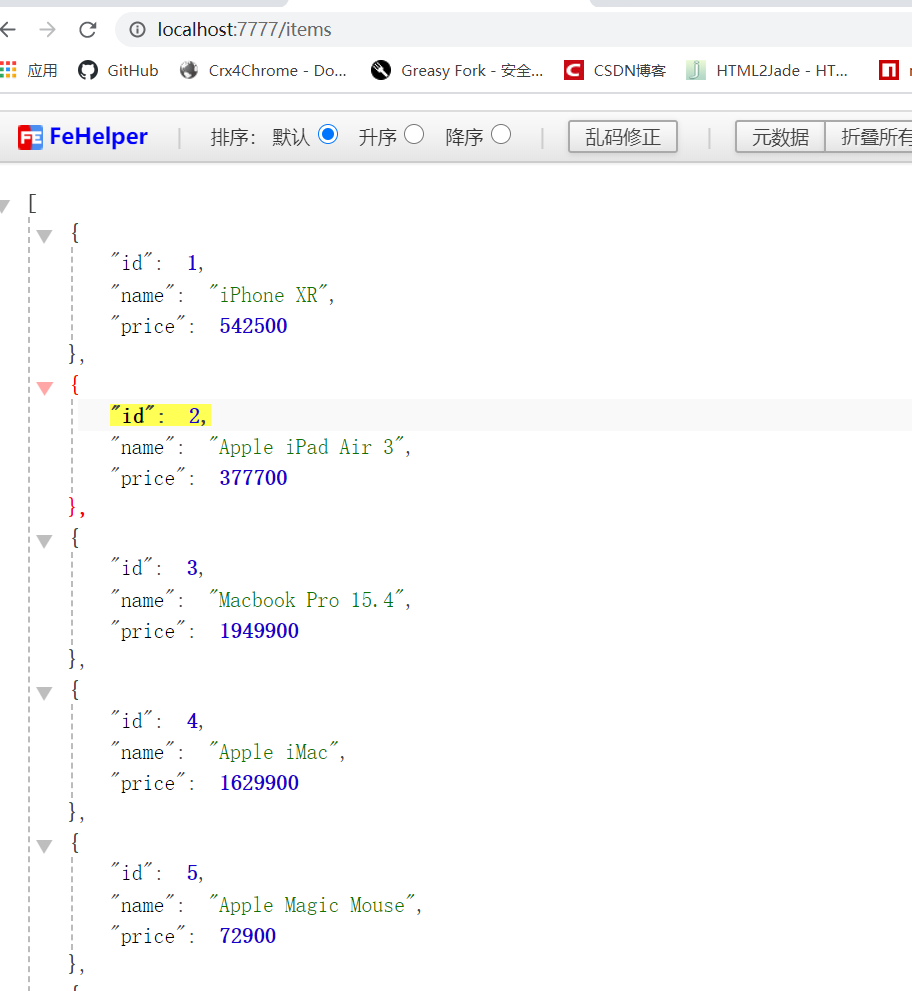 localhost:7777/items
应用 GitHub Crx4Chrome - Do... Greasy Fork - 安全... CSDN博客 HTML2Jade - HT...
FeHelper | 排序: 默认 升序 降序 | 乱码修正 | 元数据 折叠所有
[
{
"id": 1,
"name": "iPhone XR",
"price": 542500
},
{
"id": 2,
"name": "Apple iPad Air 3",
"price": 377700
},
{
"id": 3,
"name": "Macbook Pro 15.4",
"price": 1949900
},
{
"id": 4,
"name": "Apple iMac",
"price": 1629900
},
{
"id": 5,
"name": "Apple Magic Mouse",
"price": 72900
},